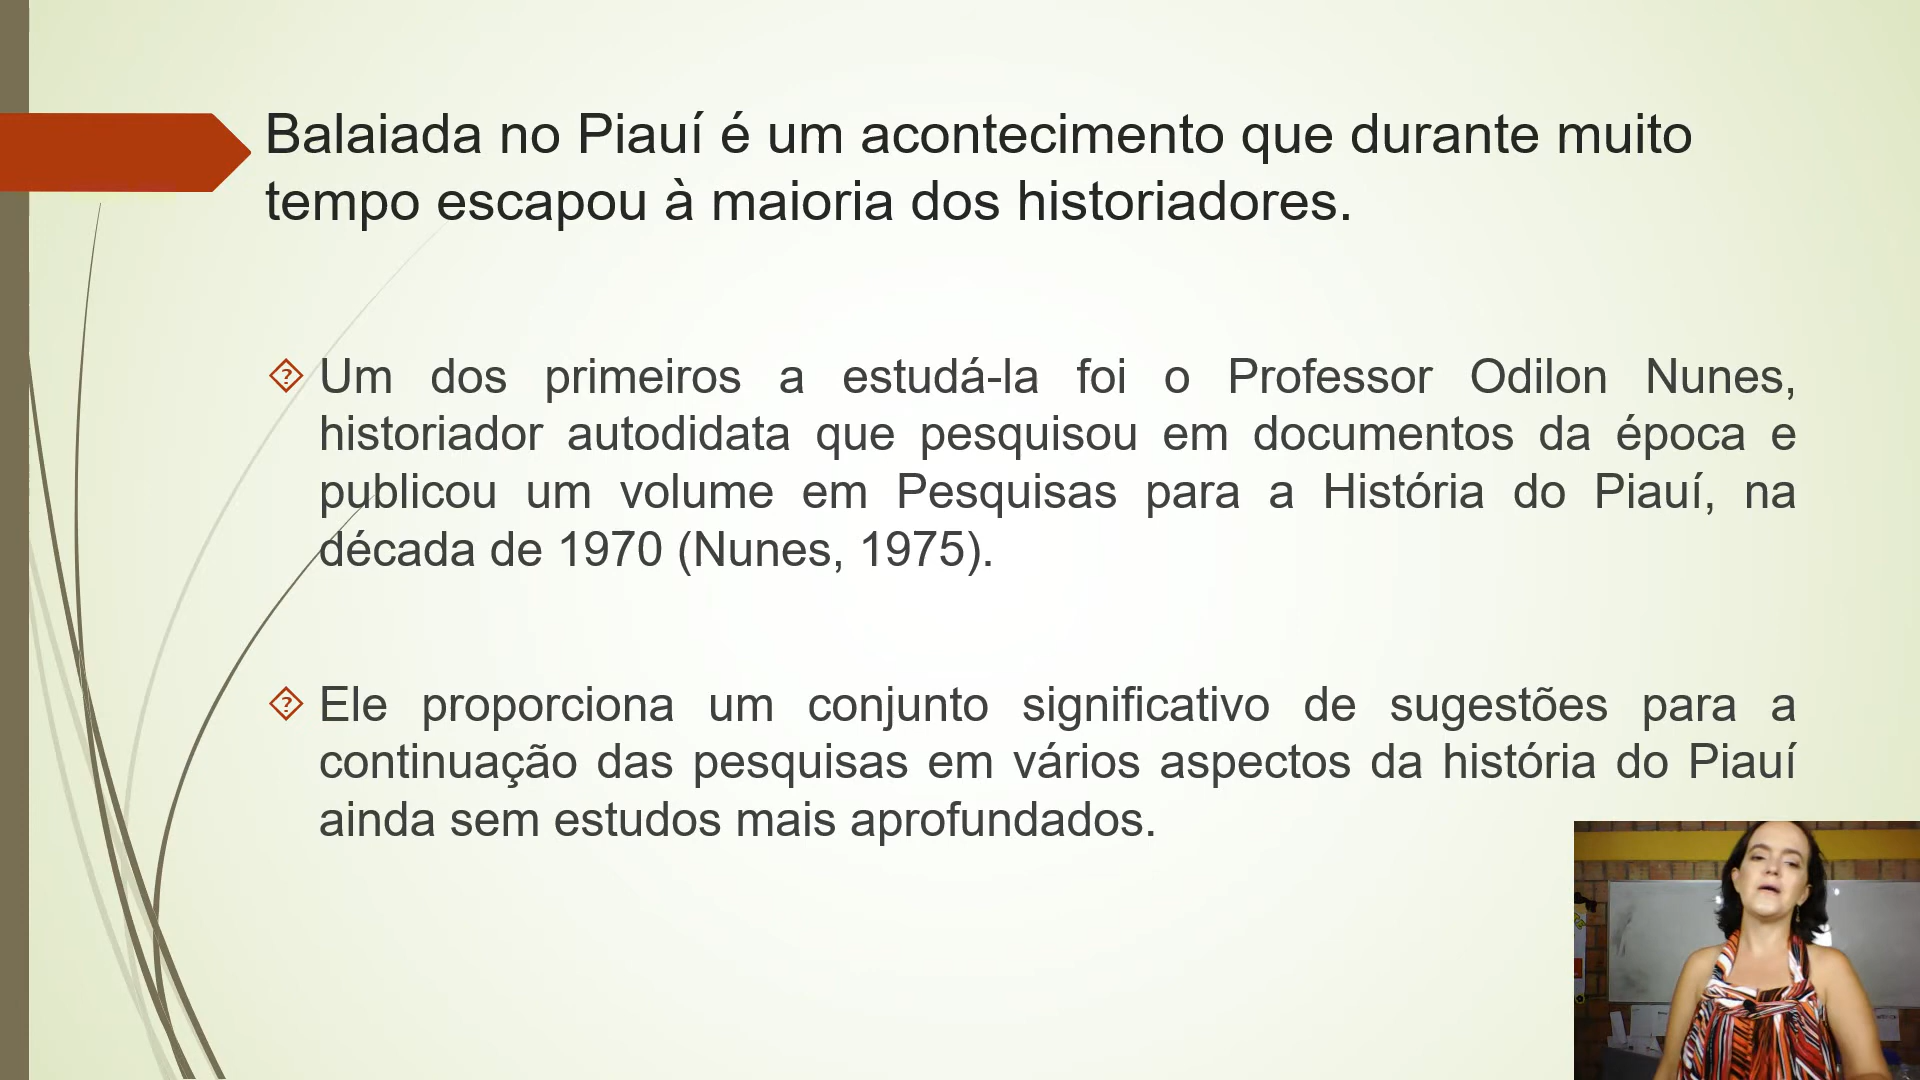 Balaiada no Piauí é um acontecimento que durante muito
tempo escapou à maioria dos historiadores.
Um dos primeiros a estudá-la foi o Professor Odilon Nunes,
historiador autodidata que pesquisou em documentos da época e
publicou um volume em Pesquisas para a História do Piauí, na
década de 1970 (Nunes, 1975).
Ele proporciona um conjunto significativo de sugestões para a
continuação das pesquisas em vários aspectos da história do Piauí
ainda sem estudos mais aprofundados.